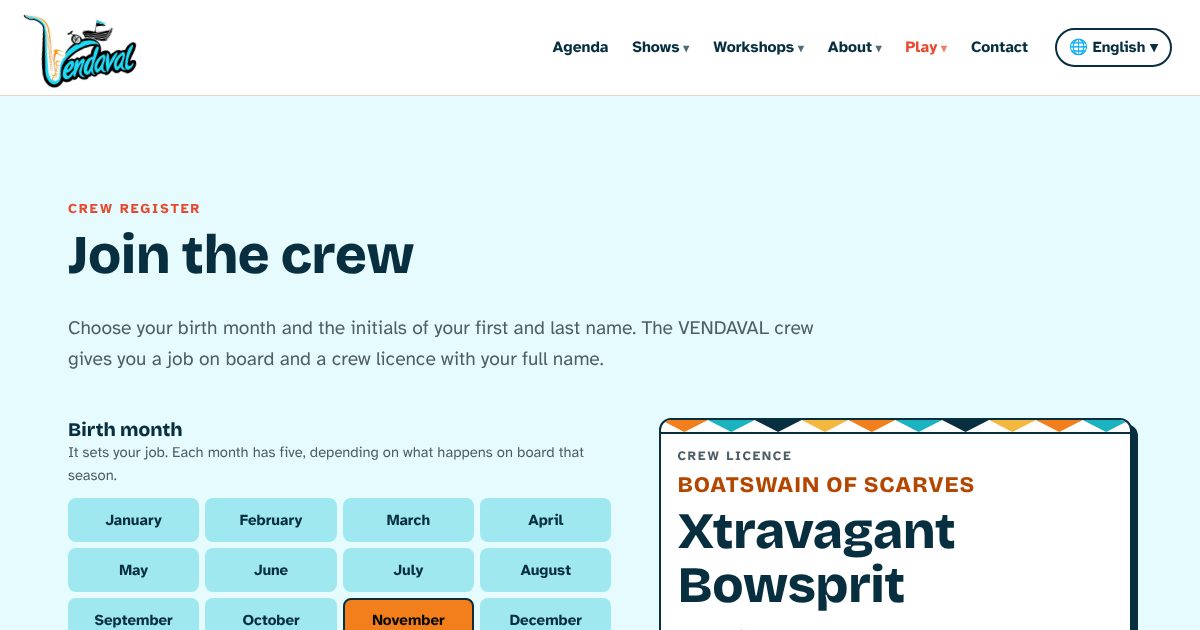 Vendaval
Agenda
Shows ▾
Workshops ▾
About ▾
Play ▾
Contact
🌐 English ▾
CREW REGISTER
Join the crew
Choose your birth month and the initials of your first and last name. The VENDAVAL crew
gives you a job on board and a crew licence with your full name.
Birth month
It sets your job. Each month has five, depending on what happens on board that
season.
January
February
March
April
May
June
July
August
September
October
November
December
CREW LICENCE
BOATSWAIN OF SCARVES
Xtravagant
Bowsprit